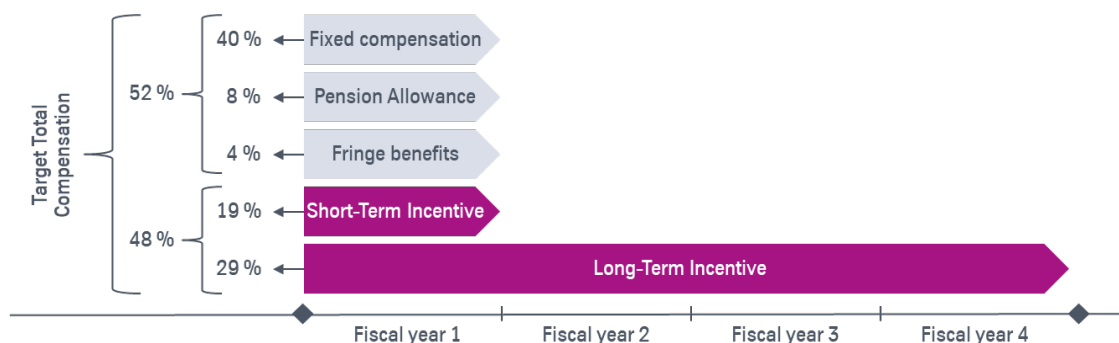 Target Total
Compensation
52 %
40 %
Fixed compensation
8 %
Pension Allowance
4 %
Fringe benefits
48 %
19 %
Short-Term Incentive
29 %
Long-Term Incentive
Fiscal year 1
Fiscal year 2
Fiscal year 3
Fiscal year 4